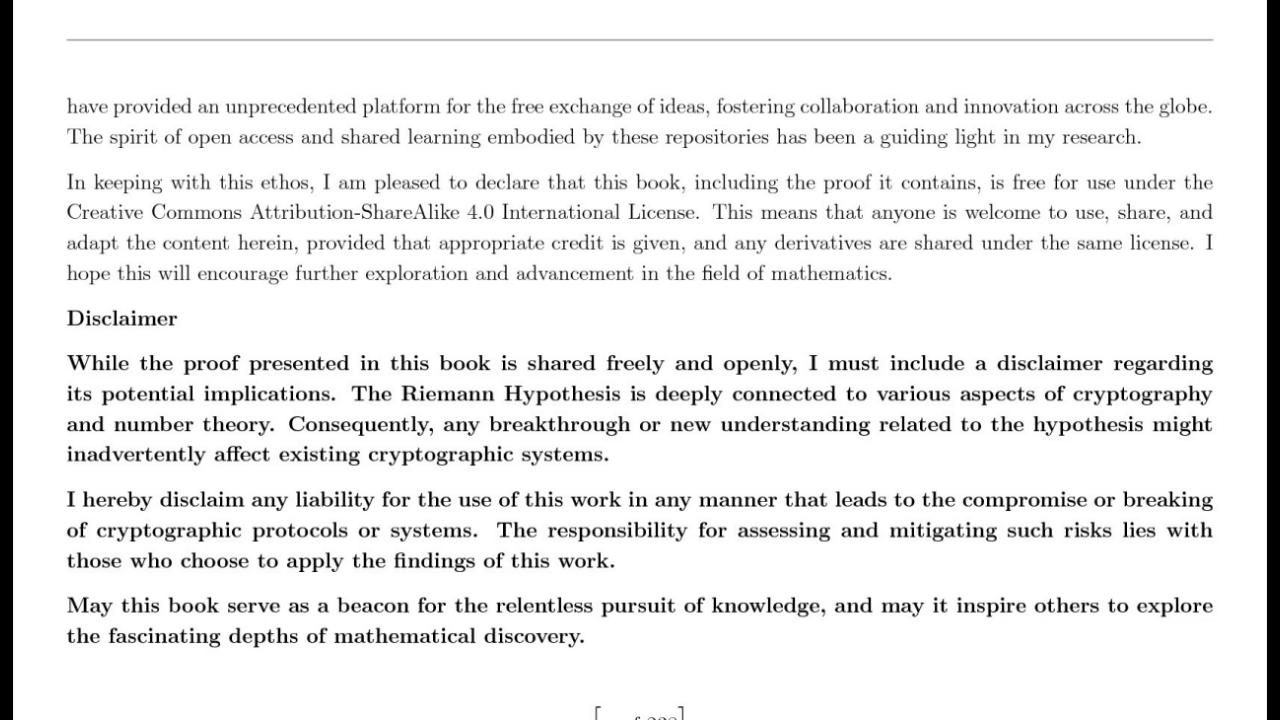 have provided an unprecedented platform for the free exchange of ideas, fostering collaboration and innovation across the globe.
The spirit of open access and shared learning embodied by these repositories has been a guiding light in my research.
In keeping with this ethos, I am pleased to declare that this book, including the proof it contains, is free for use under the
Creative Commons Attribution-ShareAlike 4.0 International License. This means that anyone is welcome to use, share, and
adapt the content herein, provided that appropriate credit is given, and any derivatives are shared under the same license. I
hope this will encourage further exploration and advancement in the field of mathematics.
Disclaimer
While the proof presented in this book is shared freely and openly, I must include a disclaimer regarding
its potential implications. The Riemann Hypothesis is deeply connected to various aspects of cryptography
and number theory. Consequently, any breakthrough or new understanding related to the hypothesis might
inadvertently affect existing cryptographic systems.
I hereby disclaim any liability for the use of this work in any manner that leads to the compromise or breaking
of cryptographic protocols or systems. The responsibility for assessing and mitigating such risks lies with
those who choose to apply the findings of this work.
May this book serve as a beacon for the relentless pursuit of knowledge, and may it inspire others to explore
the fascinating depths of mathematical discovery.